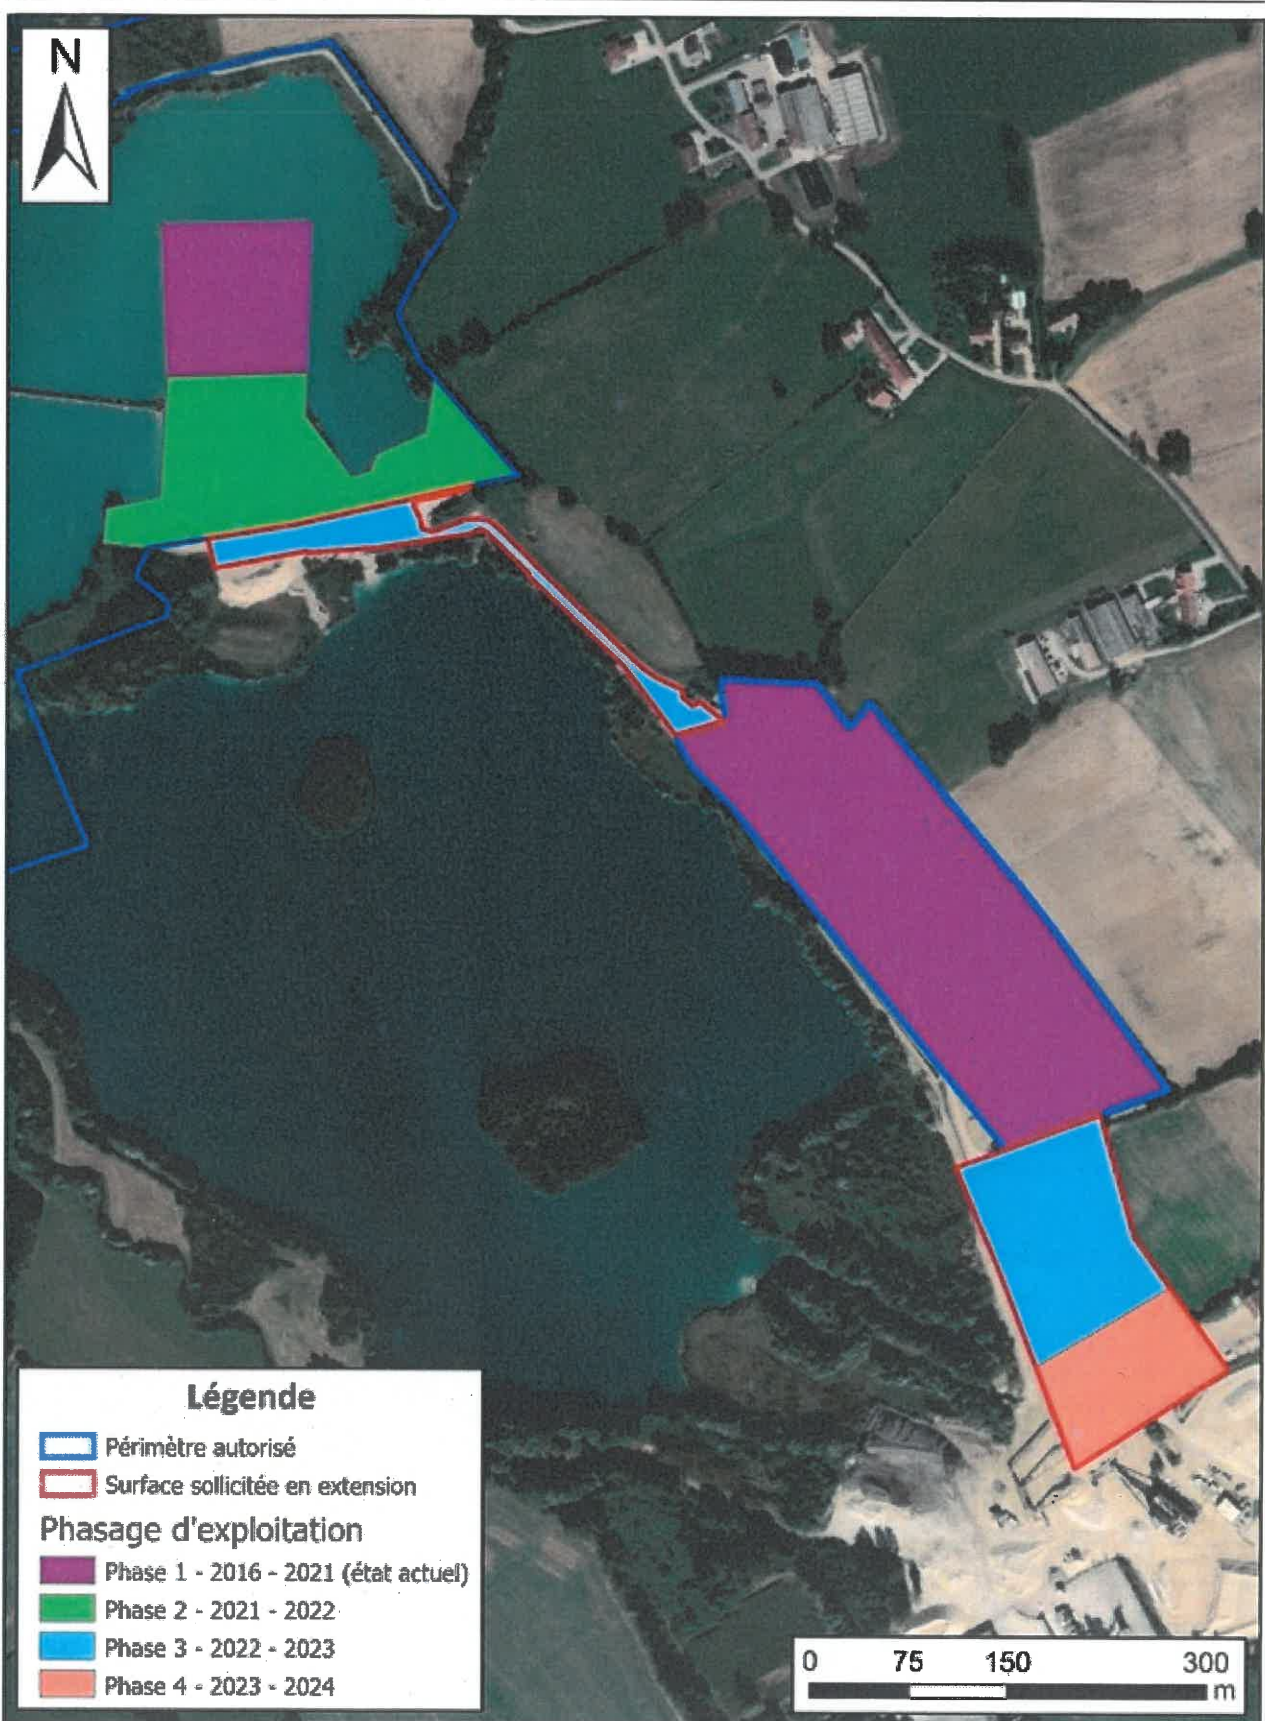 N
Légende
Périmètre autorisé
Surface sollicitée en extension
Phasage d'exploitation
Phase 1 - 2016 - 2021 (état actuel)
Phase 2 - 2021 - 2022
Phase 3 - 2022 - 2023
Phase 4 - 2023 - 2024
0 75 150 300
m